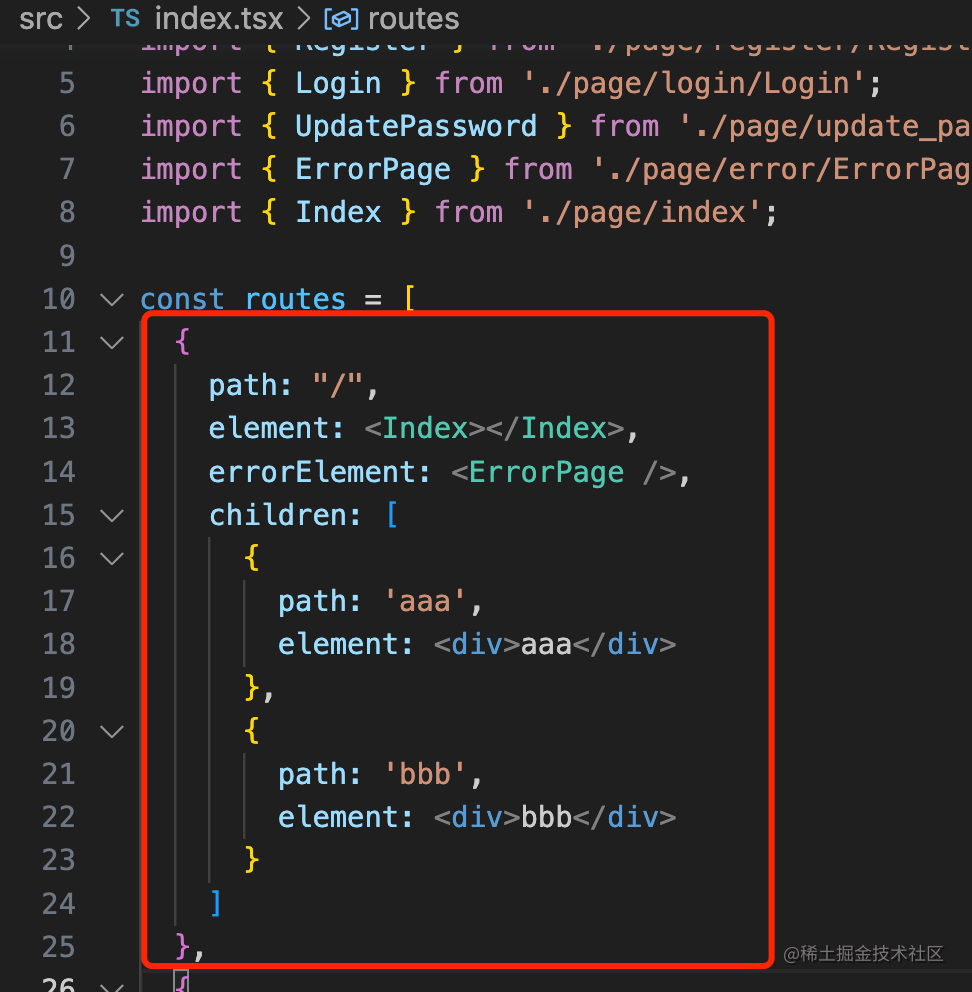 src > TS index.tsx > routes
import { Register } from './page/register/Regist
5 import { Login } from './page/login/Login';
6 import { UpdatePassword } from './page/update_pa
7 import { ErrorPage } from './page/error/ErrorPag
8 import { Index } from './page/index';
9
10 const routes = [
11 {
12 path: "/",
13 element: <Index></Index>,
14 errorElement: <ErrorPage />,
15 children: [
16 {
17 path: 'aaa',
18 element: <div>aaa</div>
19 },
20 {
21 path: 'bbb',
22 element: <div>bbb</div>
23 }
24 ]
25 },
26 {
@稀土掘金技术社区